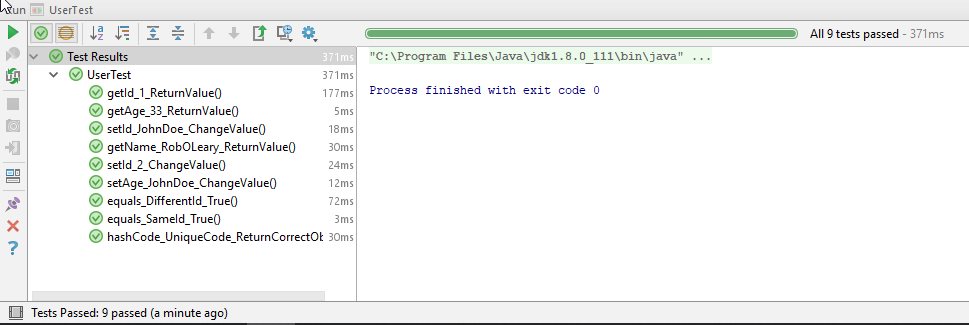 Run UserTest
All 9 tests passed - 371ms
Test Results 371ms
UserTest 371ms
getId_1_ReturnValue() 177ms
getAge_33_ReturnValue() 5ms
setId_JohnDoe_ChangeValue() 18ms
getName_RobOLeary_ReturnValue() 30ms
setId_2_ChangeValue() 24ms
setAge_JohnDoe_ChangeValue() 12ms
equals_DifferentId_True() 72ms
equals_SameId_True() 3ms
hashCode_UniqueCode_ReturnCorrectOb 30ms
"C:\Program Files\Java\jdk1.8.0_111\bin\java" ...
Process finished with exit code 0
Tests Passed: 9 passed (a minute ago)